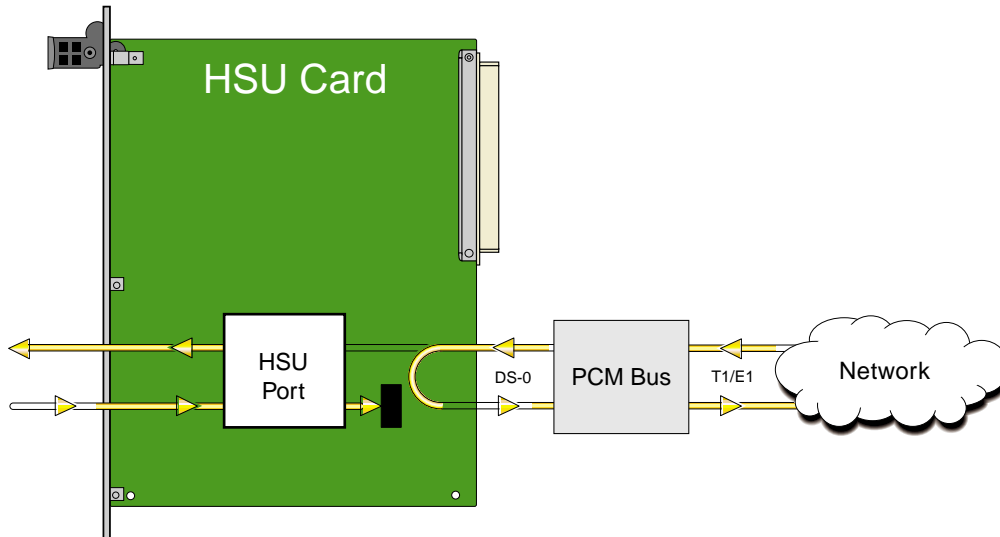 HSU Card
HSU
Port
DS-0
PCM Bus
T1/E1
Network